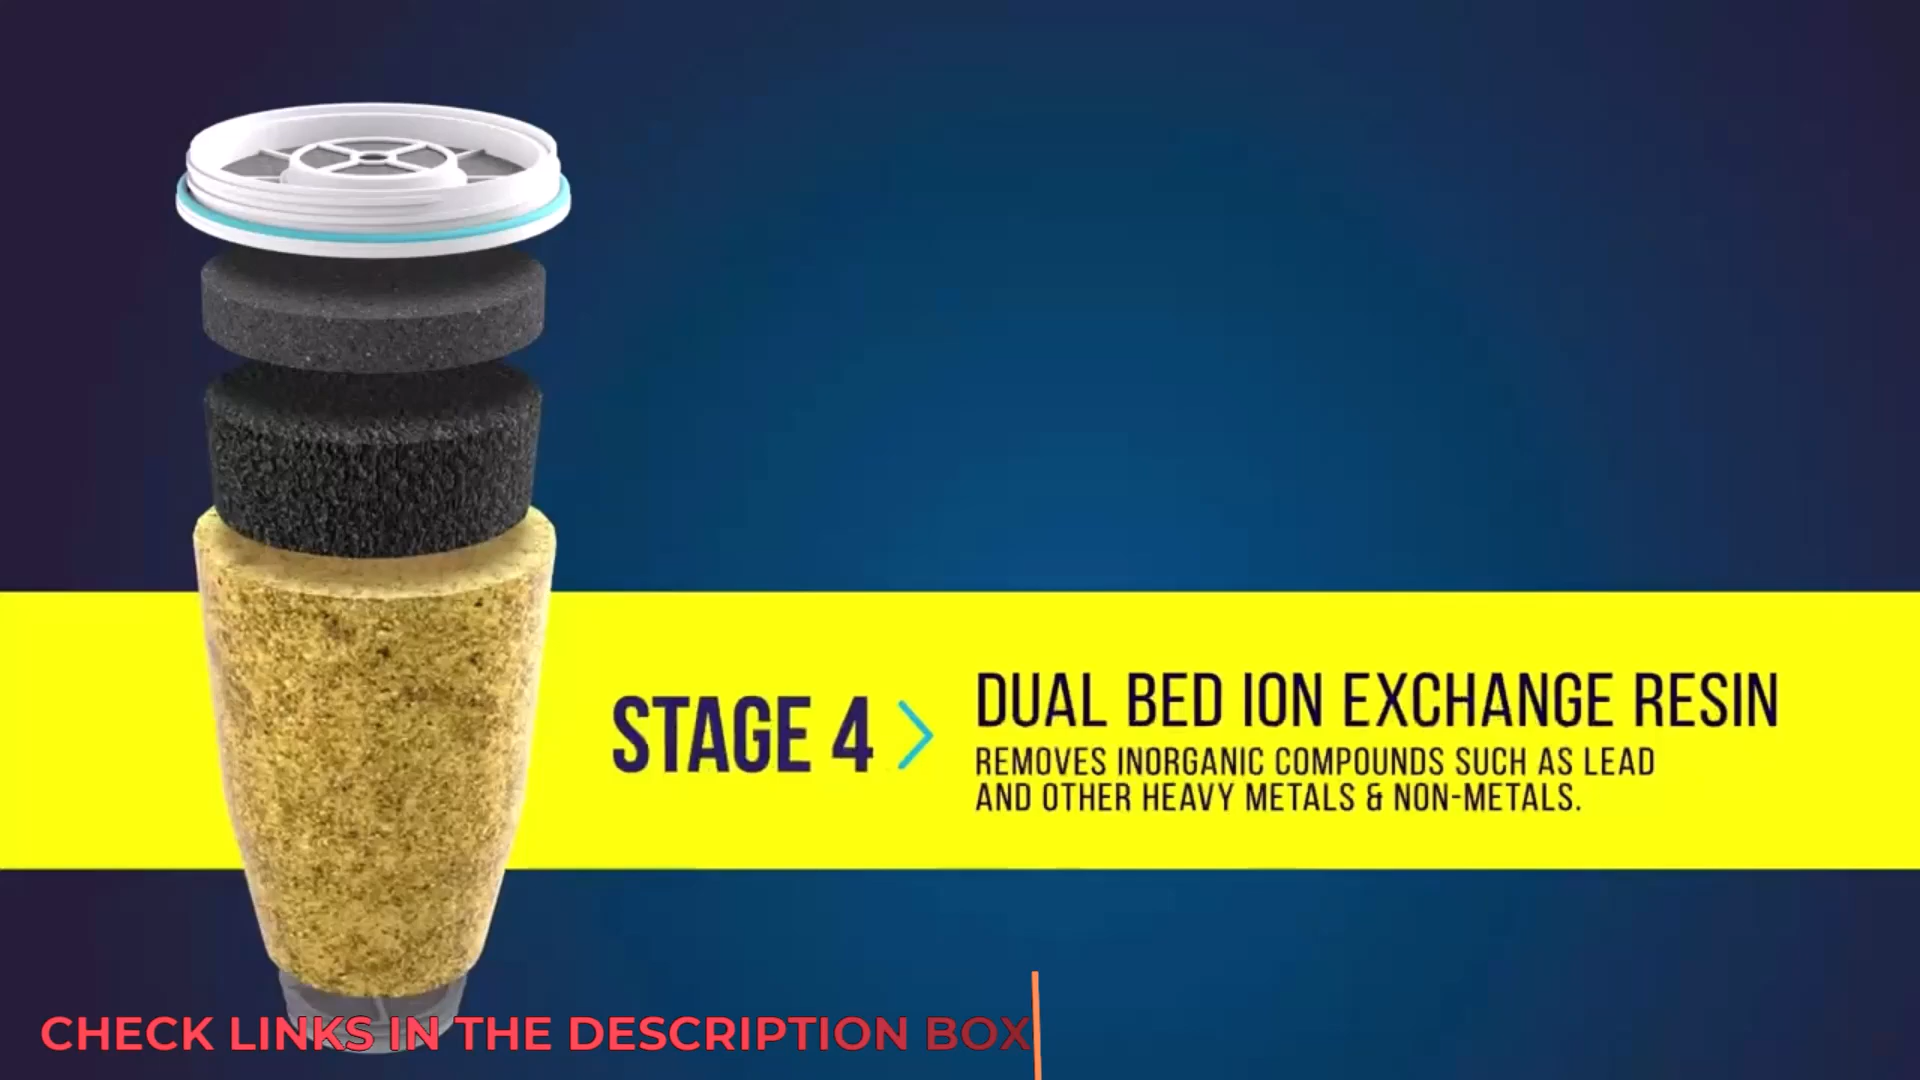 STAGE 4
DUAL BED ION EXCHANGE RESIN
REMOVES INORGANIC COMPOUNDS SUCH AS LEAD
AND OTHER HEAVY METALS & NON-METALS.
CHECK LINKS IN THE DESCRIPTION BOX